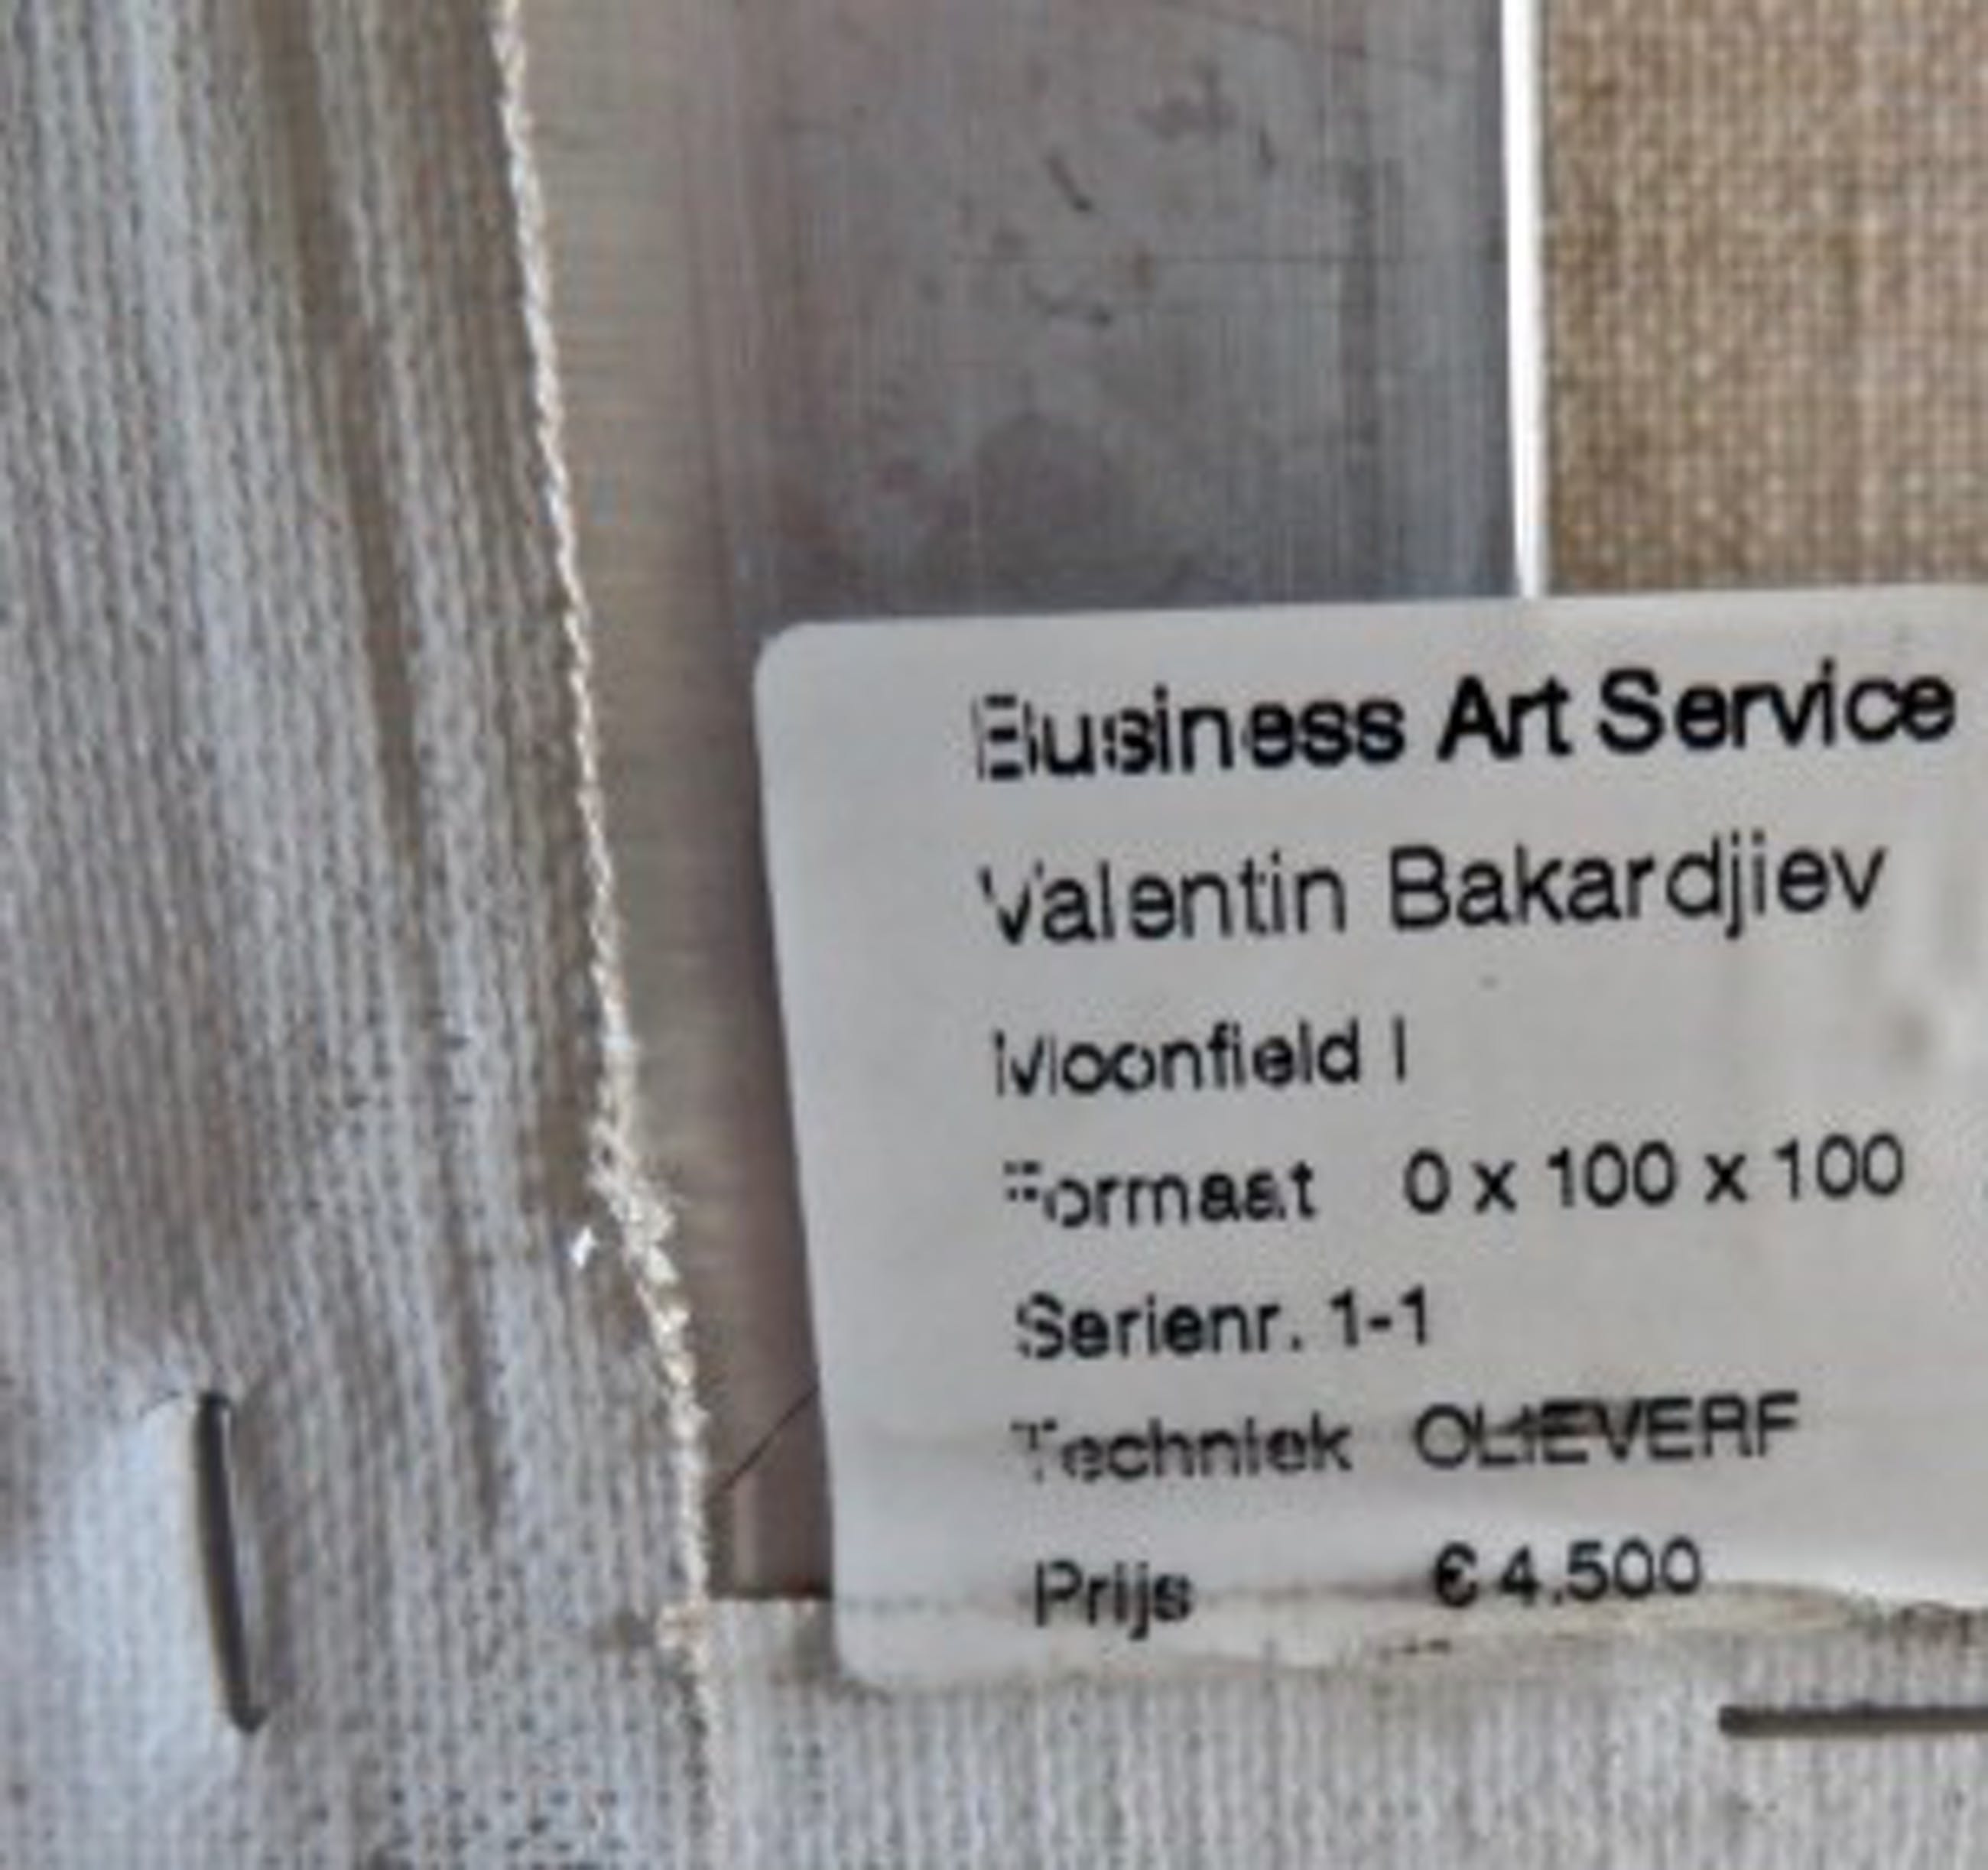 Business Art Service
Valentin Bakardjiev
Moonfield I
Formaat 0 x 100 x 100
Serienr. 1-1
Techniek OLIEVERF
Prijs € 4.500